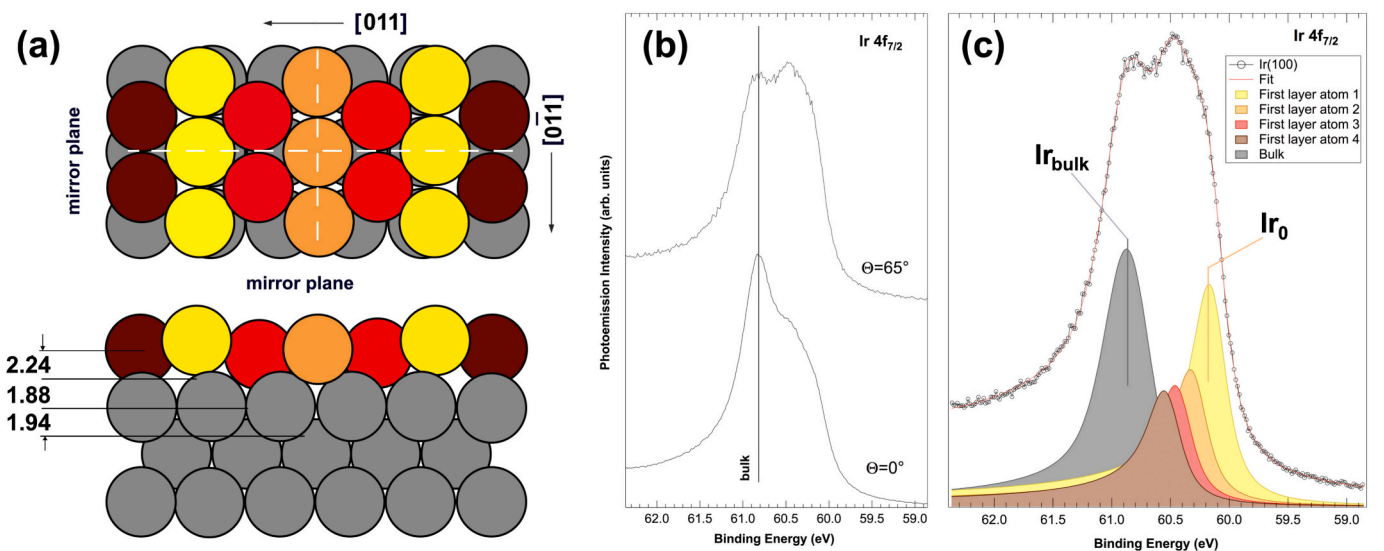 (a)
[011]
mirror plane
[011̄]
mirror plane
2.24
1.88
1.94
(b)
Ir 4f7/2
Photoemission Intensity (arb. units)
Θ=65°
Θ=0°
bulk
62.0 61.5 61.0 60.5 60.0 59.5 59.0
Binding Energy (eV)
(c)
Ir 4f7/2
Ir(100)
Fit
First layer atom 1
First layer atom 2
First layer atom 3
First layer atom 4
Bulk
Irbulk
Ir0
62.0 61.5 61.0 60.5 60.0 59.5 59.0
Binding Energy (eV)